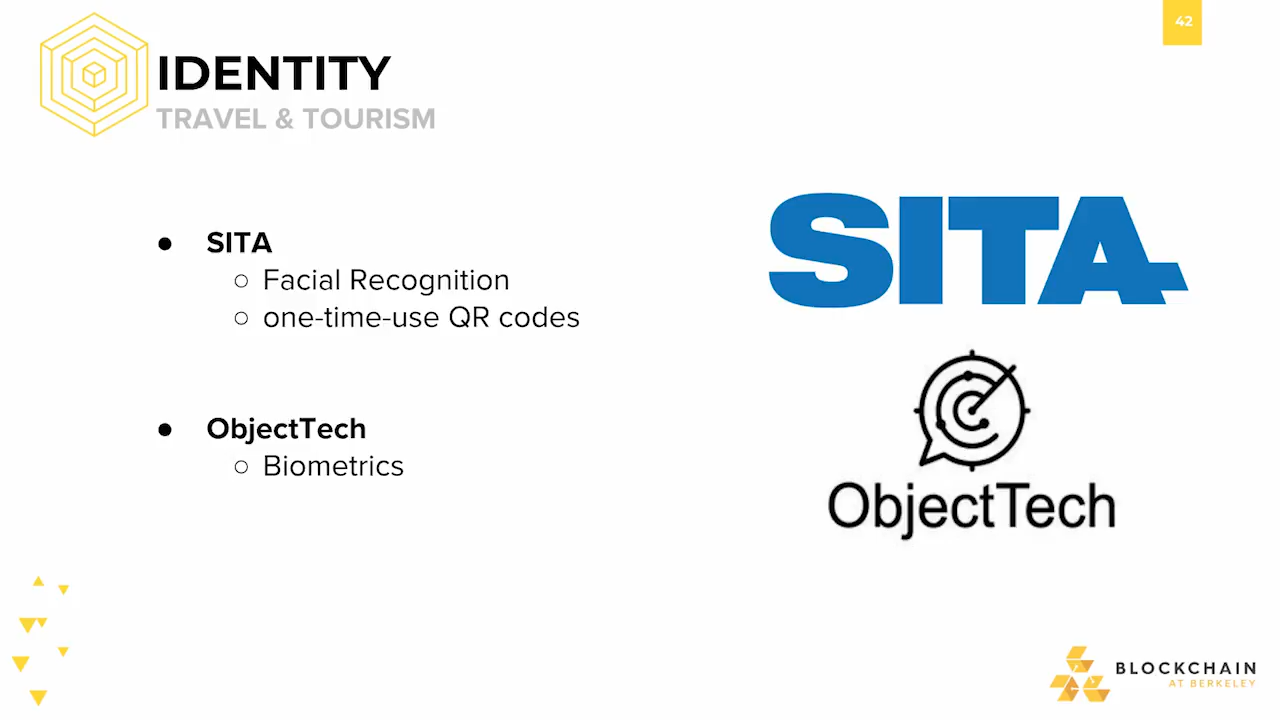 42
IDENTITY
TRAVEL & TOURISM
● SITA
○ Facial Recognition
○ one-time-use QR codes
● ObjectTech
○ Biometrics
SITA
ObjectTech
BLOCKCHAIN
AT BERKELEY